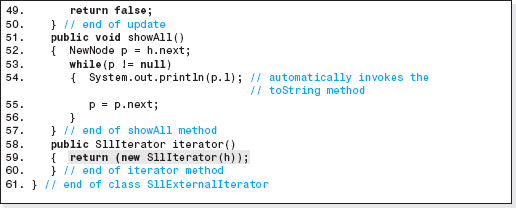 49. return false;
50. } // end of update
51. public void showAll()
52. { NewNode p = h.next;
53. while(p != null)
54. { System.out.println(p.l); // automatically invokes the
// toString method
55. p = p.next;
56. }
57. } // end of showAll method
58. public SllIterator iterator()
59. { return (new SllIterator(h));
60. } // end of iterator method
61. } // end of class SllExternalIterator